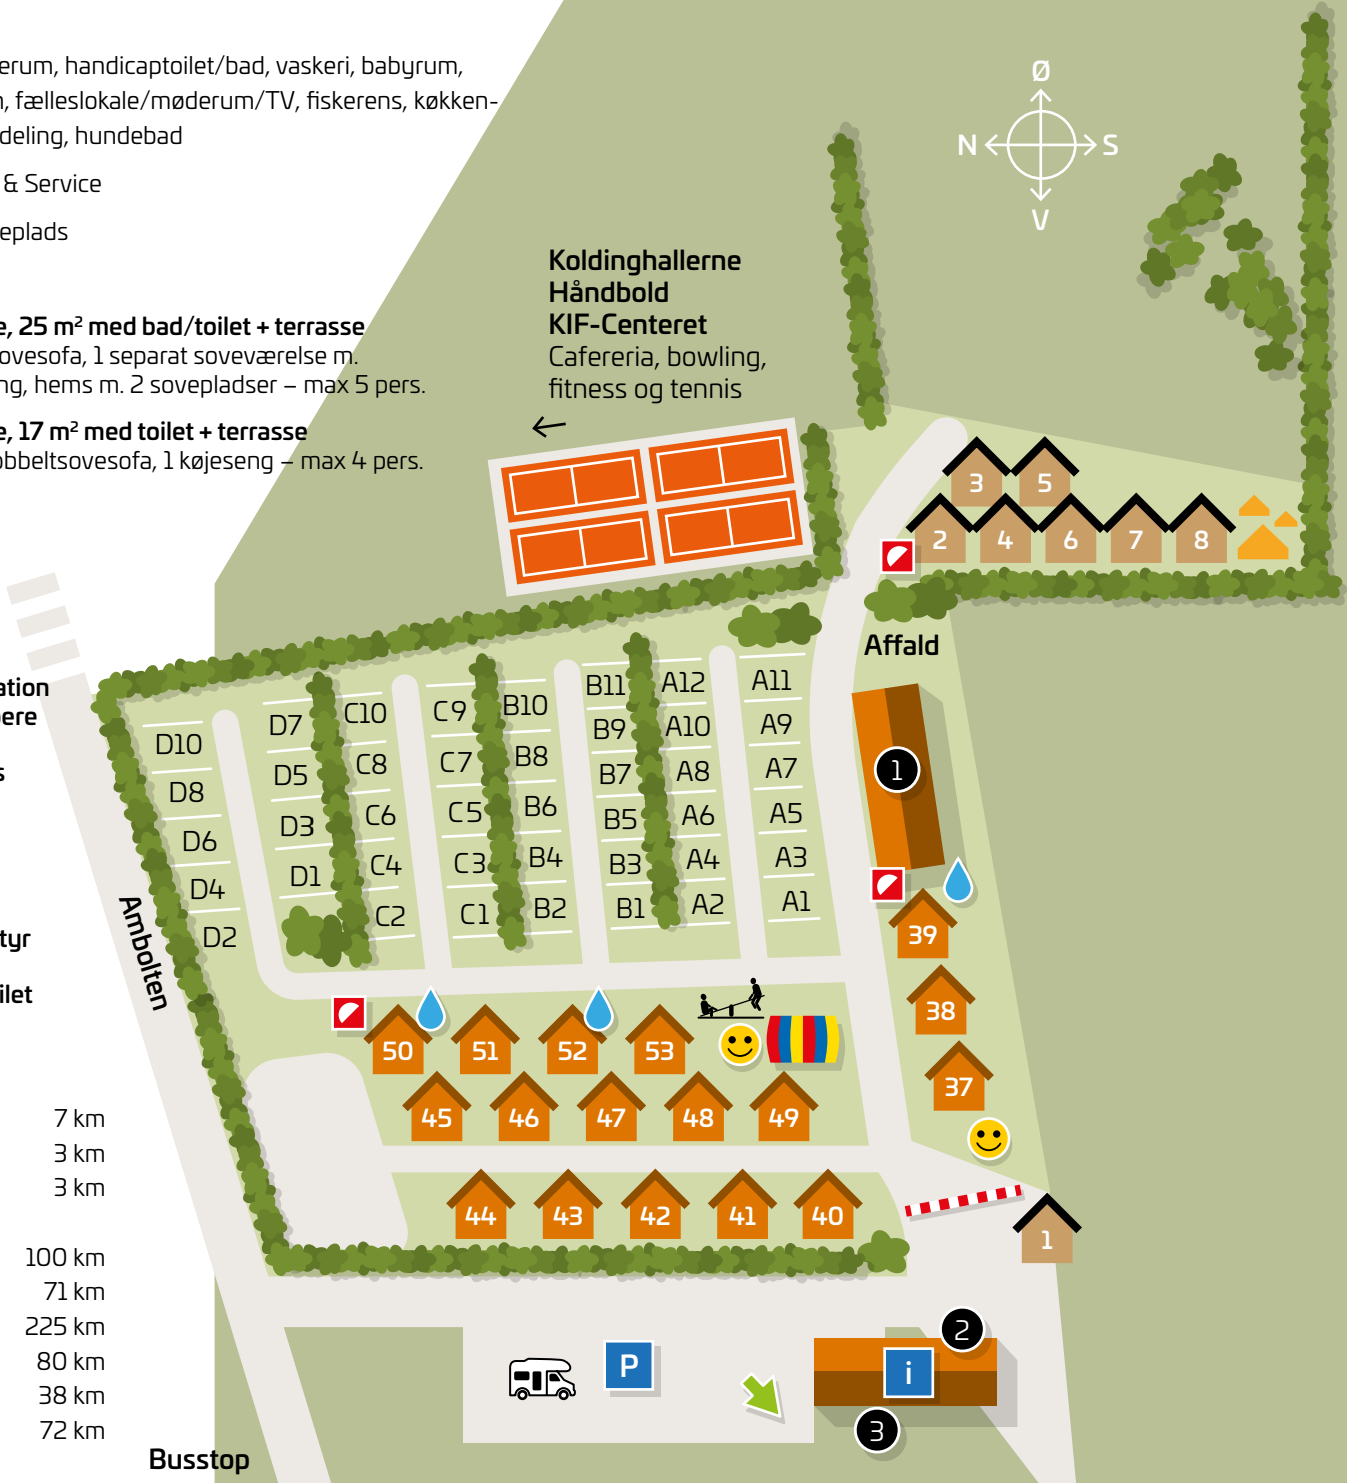 erum, handicaptoilet/bad, vaskeri, babyrum,
, fælleslokale/møderum/TV, fiskerens, køkken-
deling, hundebad
& Service
eplads
e, 25 m² med bad/toilet + terrasse
ovesofa, 1 separat soveværelse m.
ng, hems m. 2 sovepladser – max 5 pers.
e, 17 m² med toilet + terrasse
obbeltsovesofa, 1 køjeseng – max 4 pers.
Ø
N S
V
Koldinghallerne
Håndbold
KIF-Centeret
Cafereria, bowling,
fitness og tennis
3 5
2 4 6 7 8
Affald
ation
ere
s
tyr
ilet
Ambolten
D10 D8 D6 D4 D2
D7 D5 D3 D1
C10 C8 C6 C4 C2
C9 C7 C5 C3 C1
B10 B8 B6 B4 B2
B11 B9 B7 B5 B3 B1
A12 A10 A8 A6 A4 A2
A11 A9 A7 A5 A3 A1
1
39
38
37
50 51 52 53
45 46 47 48 49
44 43 42 41 40
1
7 km
3 km
3 km
100 km
71 km
225 km
80 km
38 km
72 km
P
2
i
3
Busstop